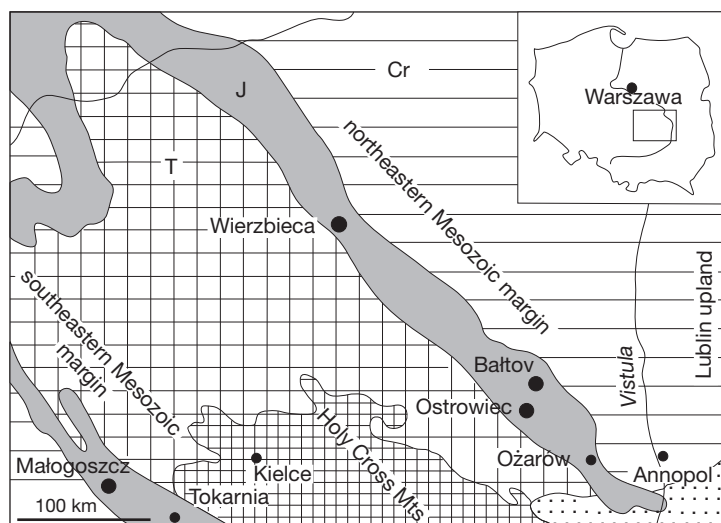 Cr
J
Warszawa
T
northeastern Mesozoic margin
Wierzbieca
southeastern Mesozoic
margin
Lublin upland
Vistula
Bałtov
Ostrowiec
Holy Cross Mts.
Ożarów
Annopol
Małogoszcz
Kielce
Tokarnia
100 km